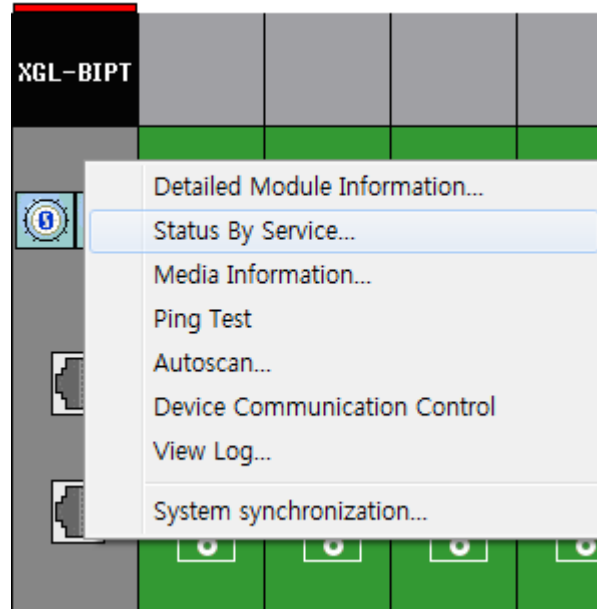 XGL-BIPT
0
Detailed Module Information...
Status By Service...
Media Information...
Ping Test
Autoscan...
Device Communication Control
View Log...
System synchronization...